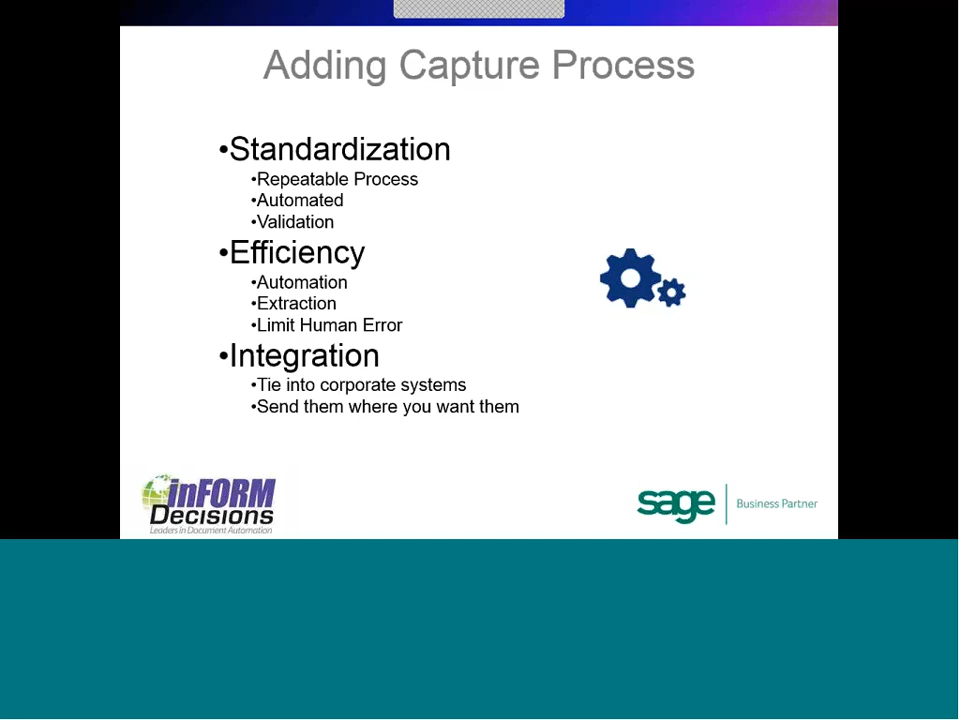 Adding Capture Process
•Standardization
•Repeatable Process
•Automated
•Validation
•Efficiency
•Automation
•Extraction
•Limit Human Error
•Integration
•Tie into corporate systems
•Send them where you want them
inFORM
Decisions
Leaders in Document Automation
sage
Business Partner